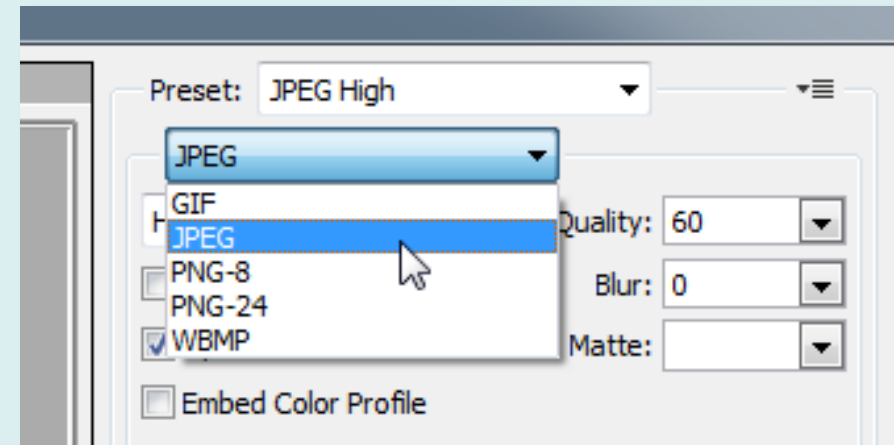 Preset: JPEG High
JPEG
GIF
JPEG
PNG-8
PNG-24
WBMP
Quality: 60
Blur: 0
Matte:
Embed Color Profile